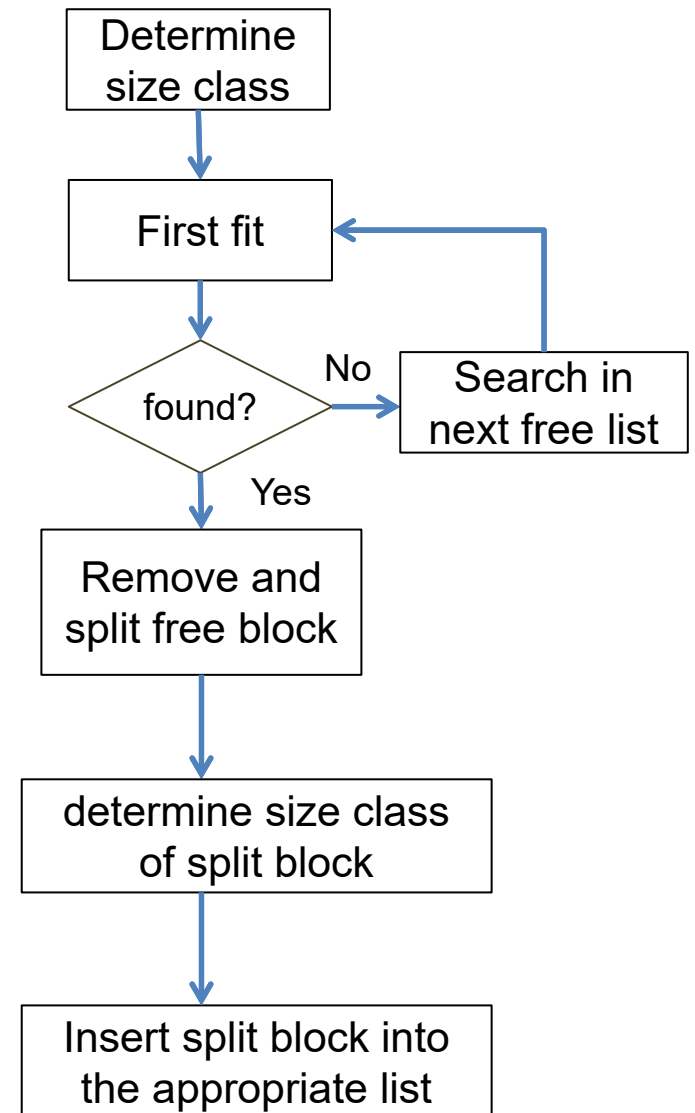 Determine
size class
First fit
found?
No
Search in
next free list
Yes
Remove and
split free block
determine size class
of split block
Insert split block into
the appropriate list